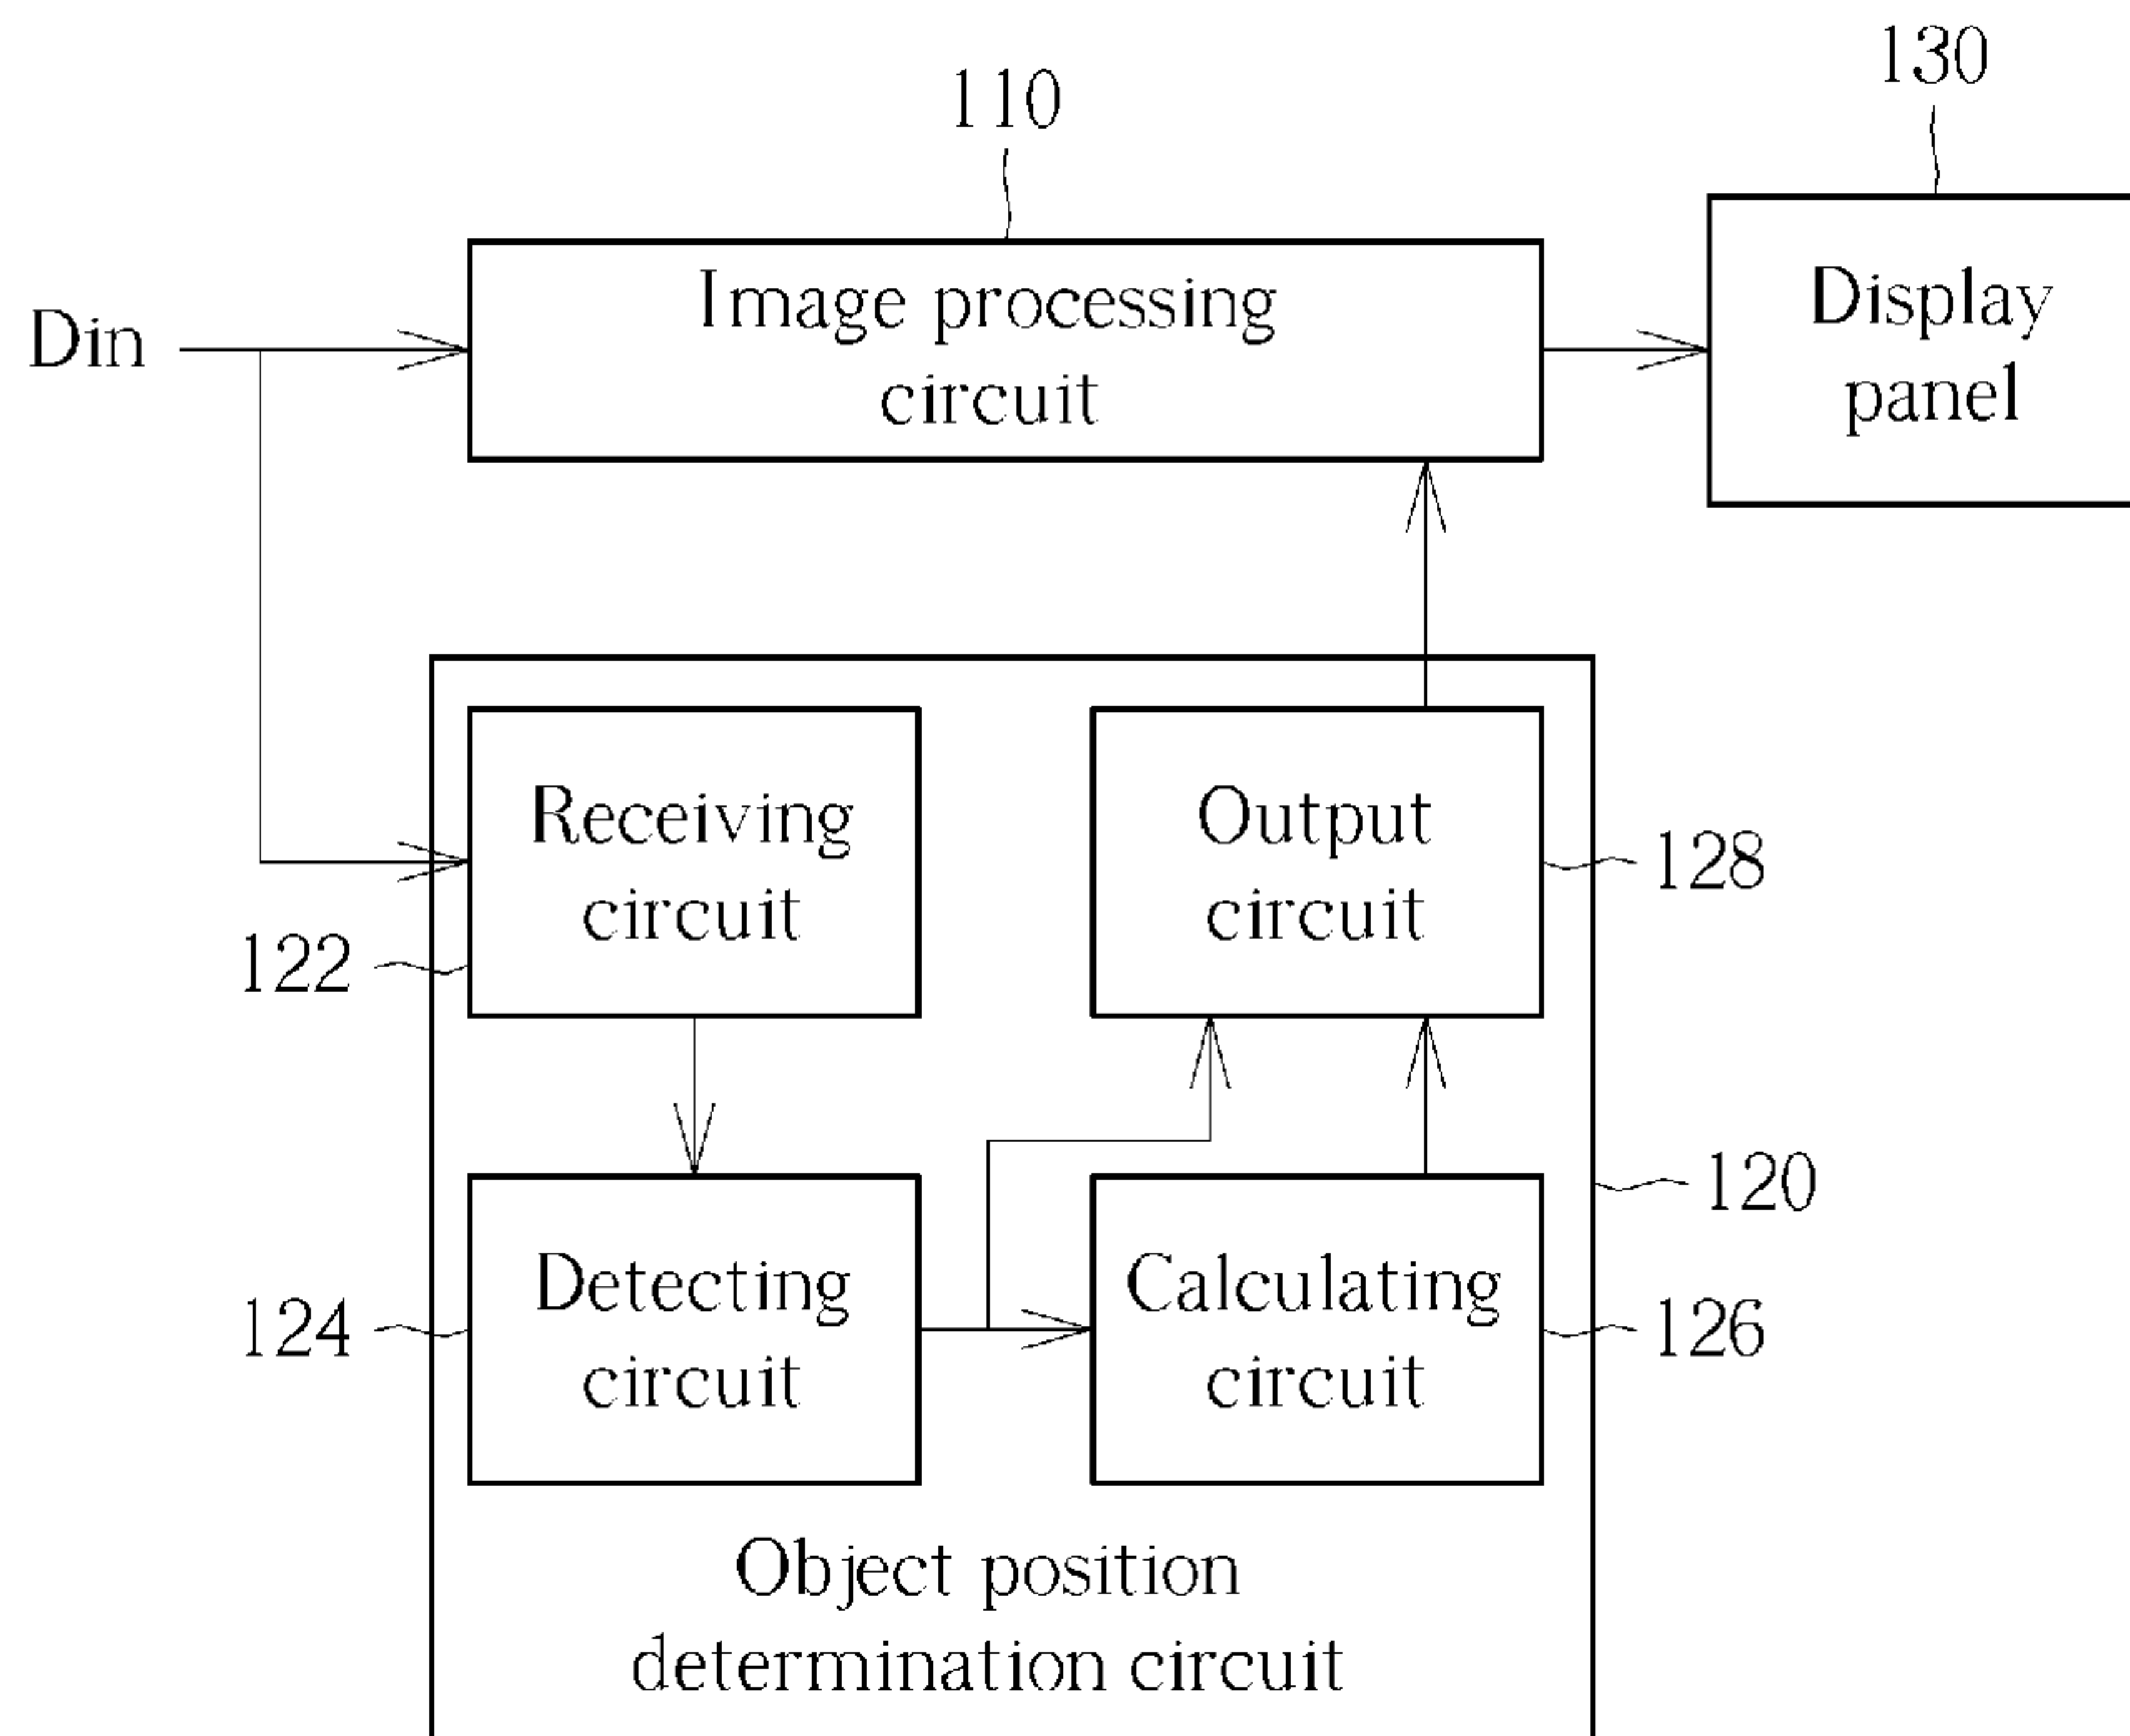 130
110
Image processing
circuit
Display
panel
Din
Receiving
circuit
Output
circuit
128
122
120
Detecting
circuit
Calculating
circuit
124
126
Object position
determination circuit